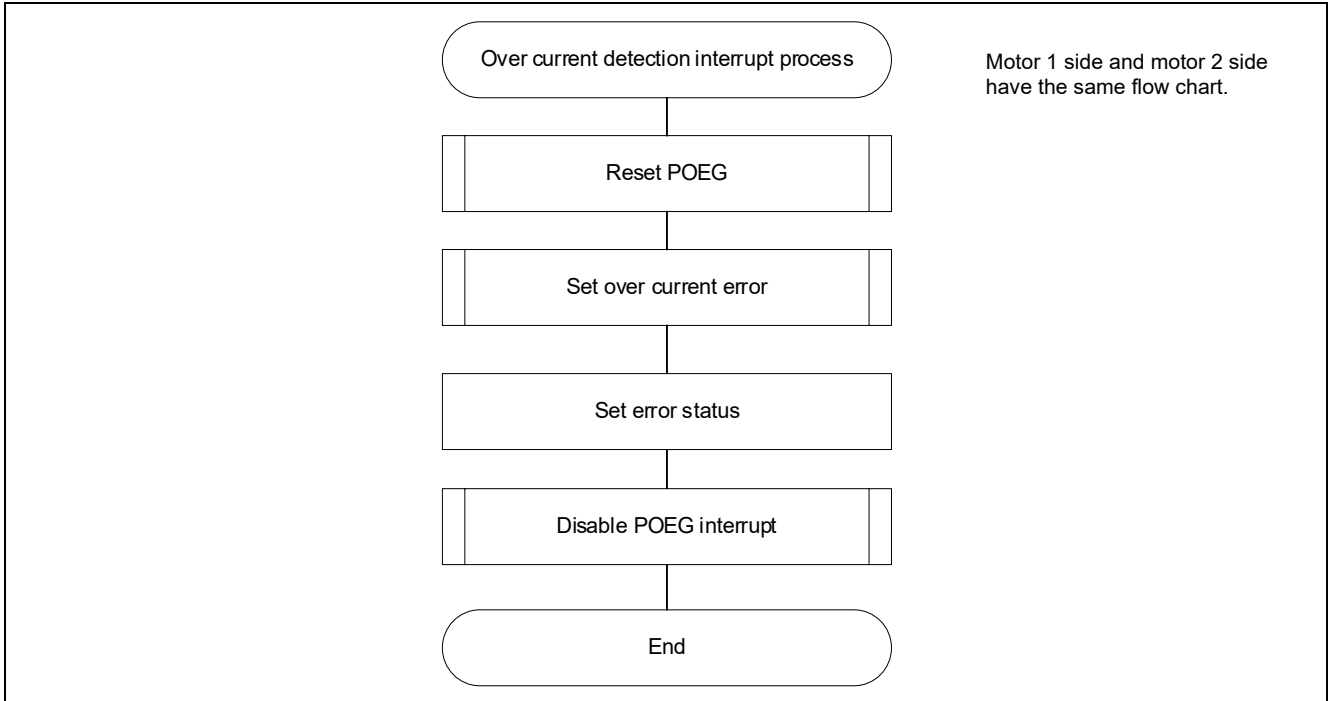 Over current detection interrupt process
Motor 1 side and motor 2 side
have the same flow chart.
Reset POEG
Set over current error
Set error status
Disable POEG interrupt
End